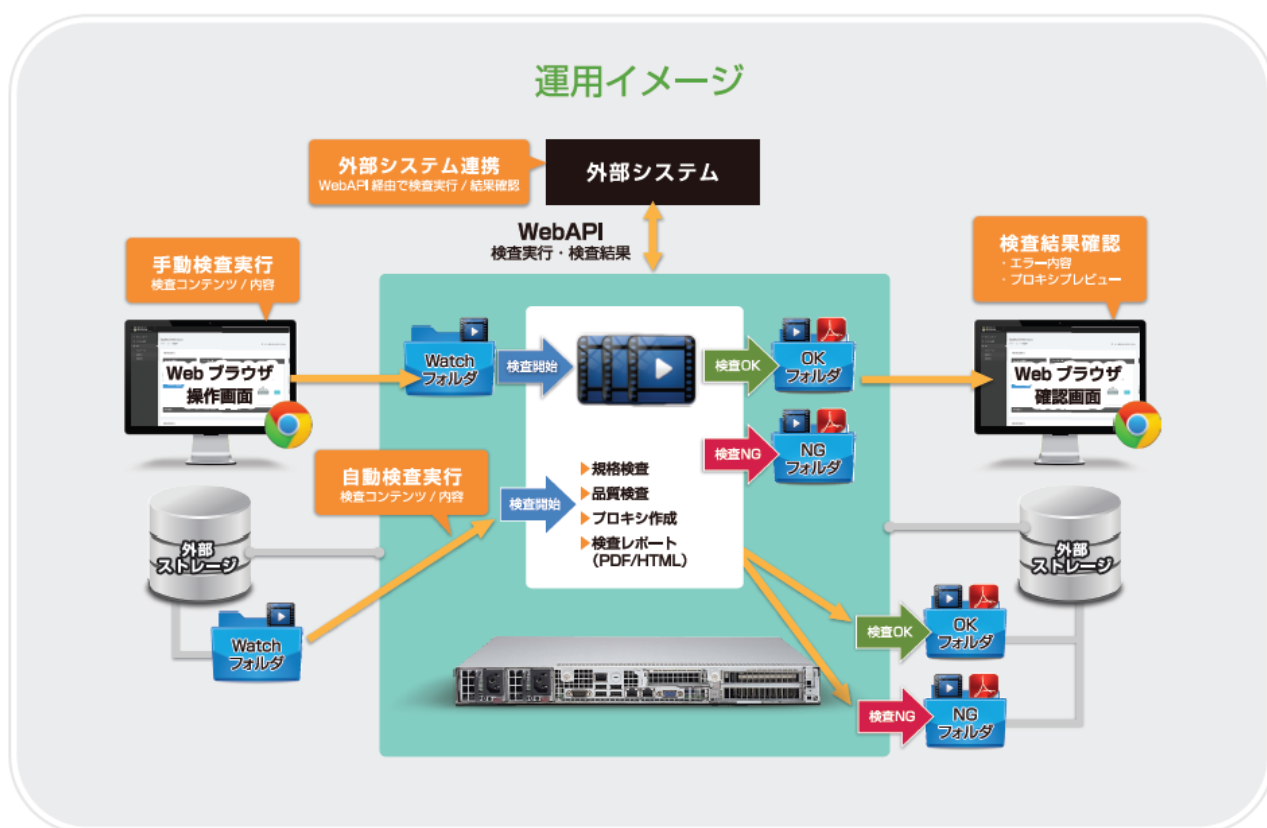 運用イメージ
外部システム連携
WebAPI 経由で検査実行 / 結果確認
外部システム
WebAPI
検査実行・検査結果
手動検査実行
検査コンテンツ / 内容
検査結果確認
・エラー内容
・プロキシプレビュー
Web ブラウザ
操作画面
Watch
フォルダ
検査開始
検査OK
OK
フォルダ
Web ブラウザ
確認画面
検査NG
NG
フォルダ
自動検査実行
検査コンテンツ / 内容
検査開始
規格検査
品質検査
プロキシ作成
検査レポート
(PDF/HTML)
外部
ストレージ
外部
ストレージ
Watch
フォルダ
検査OK
OK
フォルダ
検査NG
NG
フォルダ